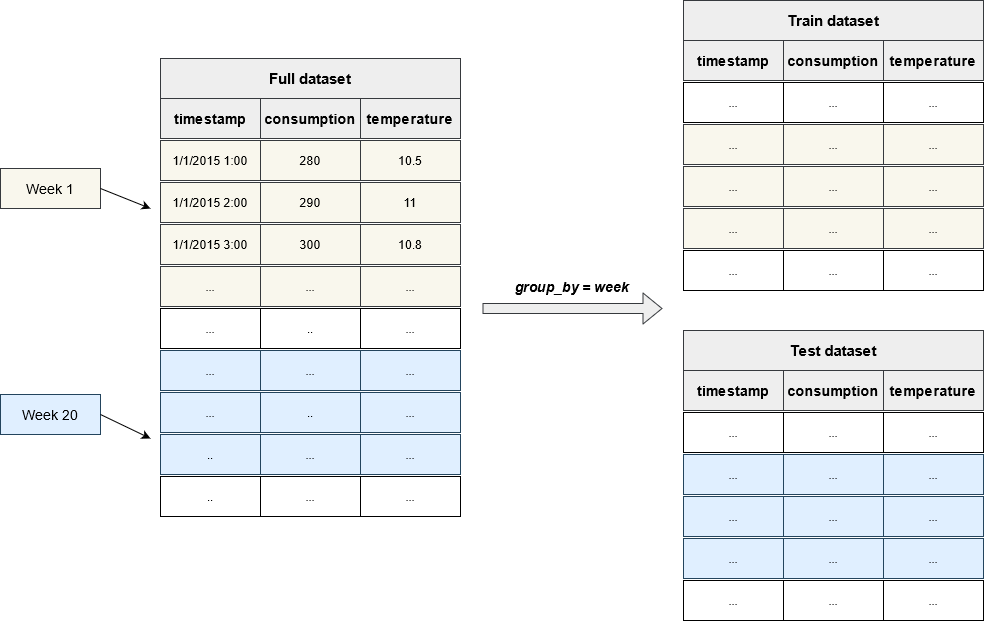 Week 1
Week 20
Full dataset
timestamp consumption temperature
1/1/2015 1:00 280 10.5
1/1/2015 2:00 290 11
1/1/2015 3:00 300 10.8
... ... ...
... .. ...
... ... ...
... .. ...
.. ... ...
.. ... ...
group_by = week
Train dataset
timestamp consumption temperature
... ... ...
... ... ...
... ... ...
... ... ...
... ... ...
Test dataset
timestamp consumption temperature
... ... ...
... ... ...
... ... ...
... ... ...
... ... ...